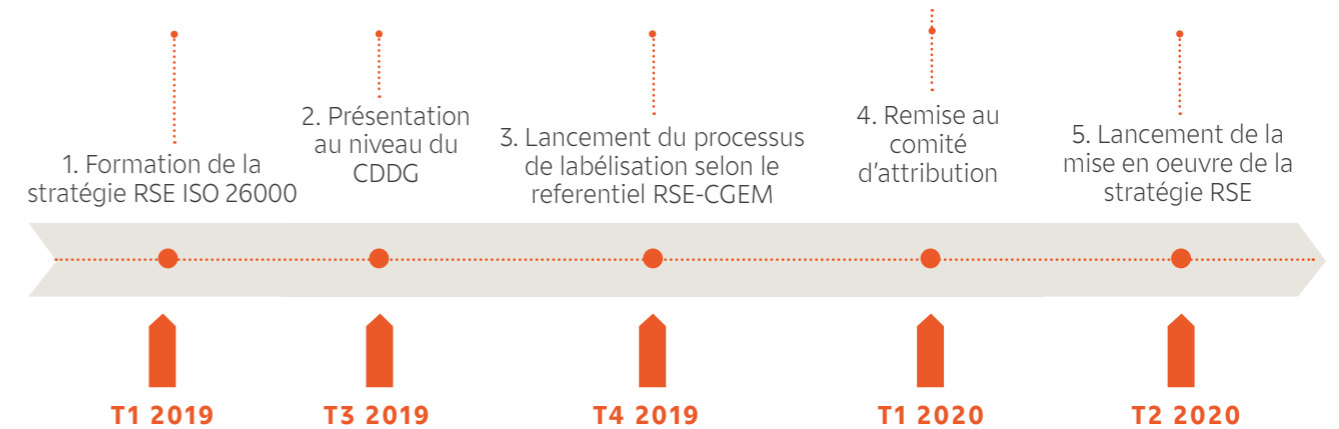 1. Formation de la
stratégie RSE ISO 26000
2. Présentation
au niveau du
CDDG
3. Lancement du processus
de labélisation selon le
referentiel RSE-CGEM
4. Remise au
comité
d'attribution
5. Lancement de la
mise en oeuvre de la
stratégie RSE
T1 2019
T3 2019
T4 2019
T1 2020
T2 2020